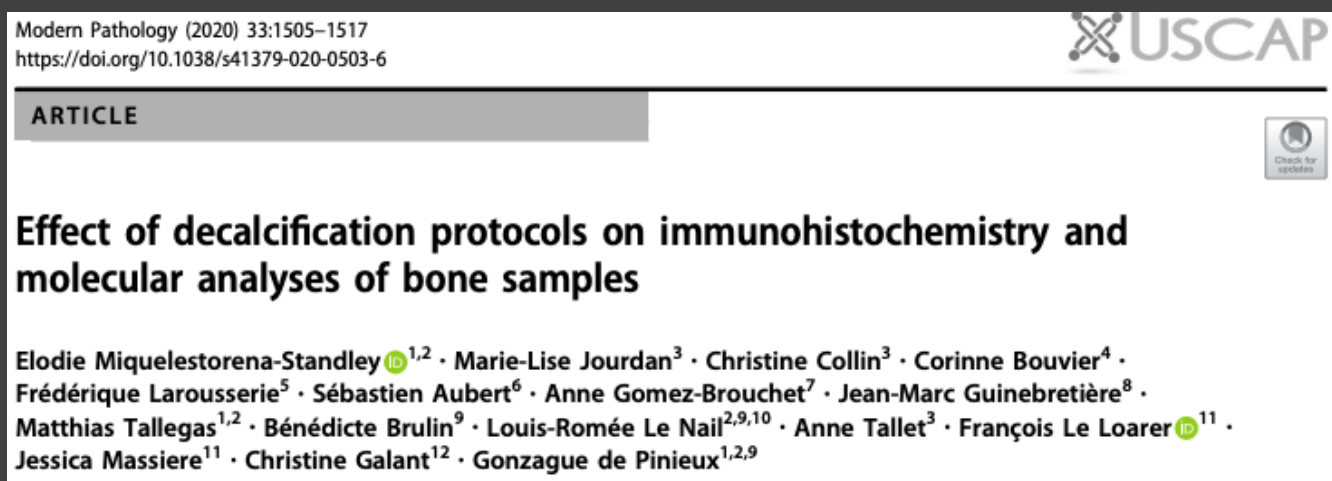 Modern Pathology (2020) 33:1505–1517
https://doi.org/10.1038/s41379-020-0503-6
USCAP
ARTICLE
Check for
updates
Effect of decalcification protocols on immunohistochemistry and
molecular analyses of bone samples
Elodie Miquelestorena-Standley iD 1,2 · Marie-Lise Jourdan3 · Christine Collin3 · Corinne Bouvier4 ·
Frédérique Larousserie5 · Sébastien Aubert6 · Anne Gomez-Brouchet7 · Jean-Marc Guinebretière8 ·
Matthias Tallegas1,2 · Bénédicte Brulin9 · Louis-Romée Le Nail2,9,10 · Anne Tallet3 · François Le Loarer iD 11 ·
Jessica Massiere11 · Christine Galant12 · Gonzague de Pinieux1,2,9